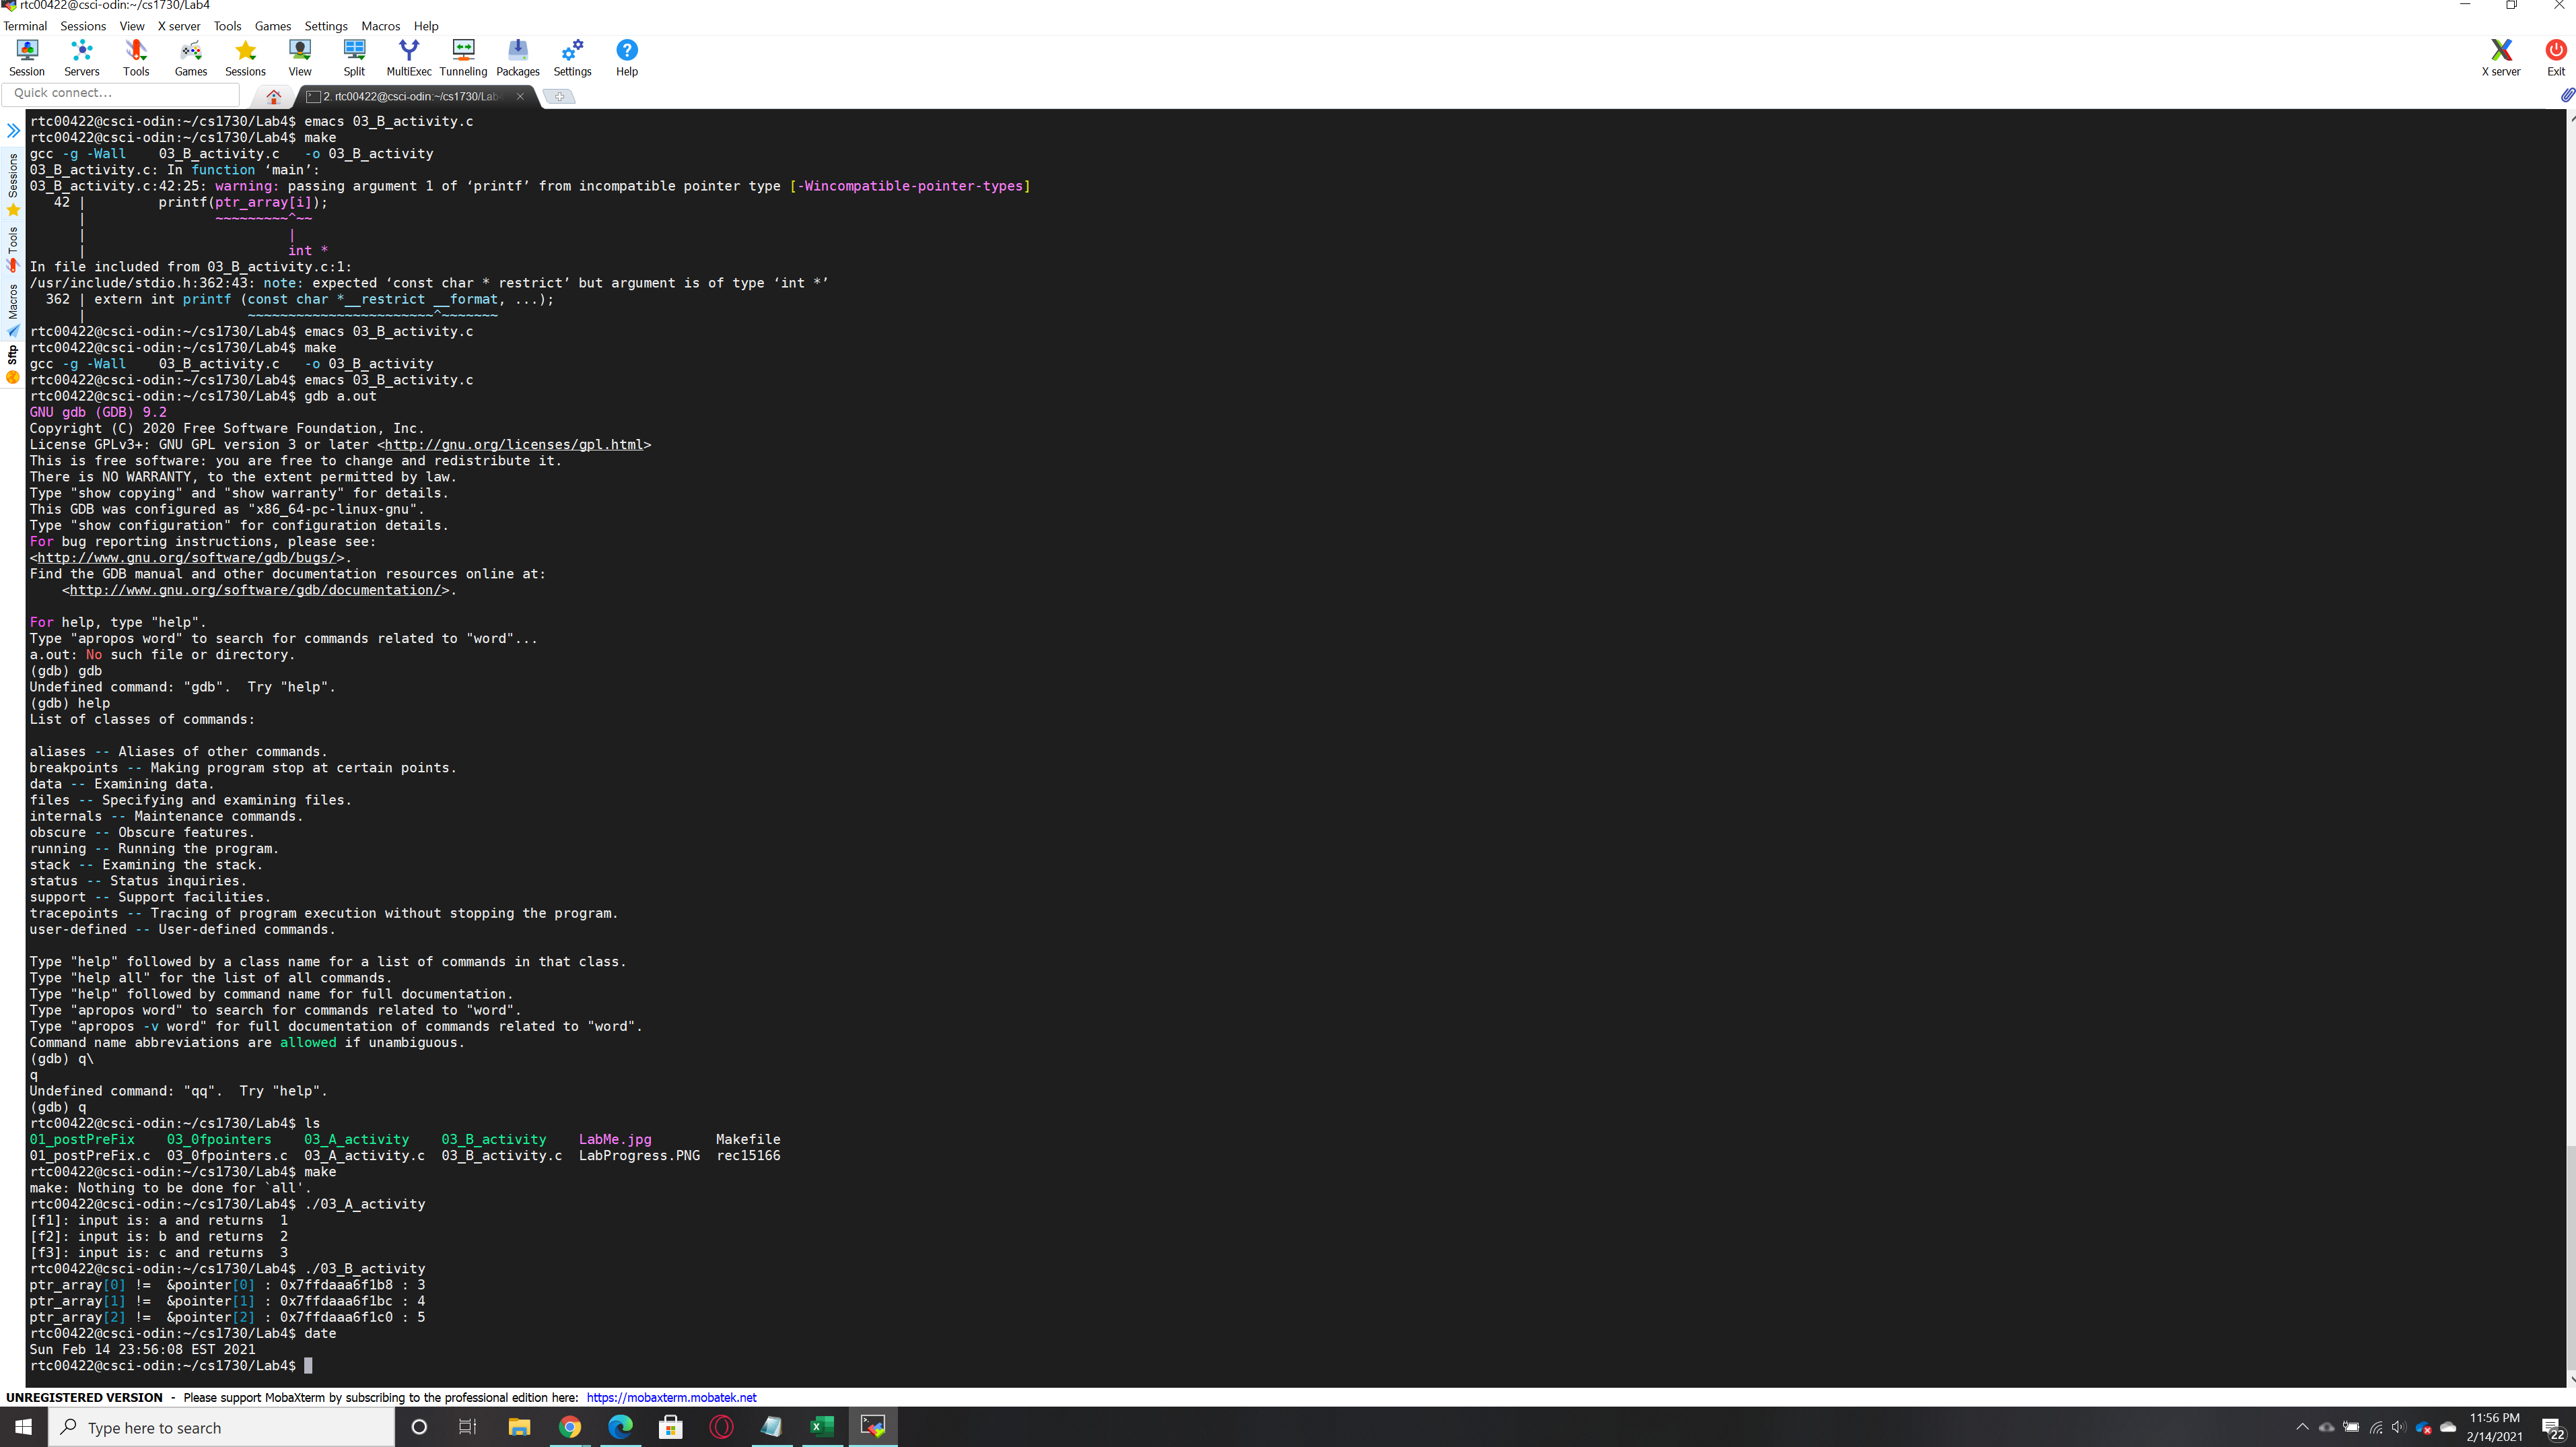 rtc00422@csci-odin:~/cs1730/Lab4
Terminal Sessions View X server Tools Games Settings Macros Help
Session Servers Tools Games Sessions View Split MultiExec Tunneling Packages Settings Help X server Exit
Quick connect...
2. rtc00422@csci-odin:~/cs1730/Lab
Sessions
Tools
Macros
Sftp
rtc00422@csci-odin:~/cs1730/Lab4$ emacs 03_B_activity.c
rtc00422@csci-odin:~/cs1730/Lab4$ make
gcc -g -Wall    03_B_activity.c   -o 03_B_activity
03_B_activity.c: In function ‘main’:
03_B_activity.c:42:25: warning: passing argument 1 of ‘printf’ from incompatible pointer type [-Wincompatible-pointer-types]
   42 |         printf(ptr_array[i]);
      |                ~~~~~~~~~^~~
      |                         |
      |                         int *
In file included from 03_B_activity.c:1:
/usr/include/stdio.h:362:43: note: expected ‘const char * restrict’ but argument is of type ‘int *’
  362 | extern int printf (const char *__restrict __format, ...);
      |                    ~~~~~~~~~~~~~~~~~~~~~~~^~~~~~~~
rtc00422@csci-odin:~/cs1730/Lab4$ emacs 03_B_activity.c
rtc00422@csci-odin:~/cs1730/Lab4$ make
gcc -g -Wall    03_B_activity.c   -o 03_B_activity
rtc00422@csci-odin:~/cs1730/Lab4$ emacs 03_B_activity.c
rtc00422@csci-odin:~/cs1730/Lab4$ gdb a.out
GNU gdb (GDB) 9.2
Copyright (C) 2020 Free Software Foundation, Inc.
License GPLv3+: GNU GPL version 3 or later <http://gnu.org/licenses/gpl.html>
This is free software: you are free to change and redistribute it.
There is NO WARRANTY, to the extent permitted by law.
Type "show copying" and "show warranty" for details.
This GDB was configured as "x86_64-pc-linux-gnu".
Type "show configuration" for configuration details.
For bug reporting instructions, please see:
<http://www.gnu.org/software/gdb/bugs/>.
Find the GDB manual and other documentation resources online at:
    <http://www.gnu.org/software/gdb/documentation/>.
For help, type "help".
Type "apropos word" to search for commands related to "word"...
a.out: No such file or directory.
(gdb) gdb
Undefined command: "gdb".  Try "help".
(gdb) help
List of classes of commands:
aliases -- Aliases of other commands.
breakpoints -- Making program stop at certain points.
data -- Examining data.
files -- Specifying and examining files.
internals -- Maintenance commands.
obscure -- Obscure features.
running -- Running the program.
stack -- Examining the stack.
status -- Status inquiries.
support -- Support facilities.
tracepoints -- Tracing of program execution without stopping the program.
user-defined -- User-defined commands.
Type "help" followed by a class name for a list of commands in that class.
Type "help all" for the list of all commands.
Type "help" followed by command name for full documentation.
Type "apropos word" to search for commands related to "word".
Type "apropos -v word" for full documentation of commands related to "word".
Command name abbreviations are allowed if unambiguous.
(gdb) q\
q
Undefined command: "qq".  Try "help".
(gdb) q
rtc00422@csci-odin:~/cs1730/Lab4$ ls
01_postPreFix    03_0fpointers    03_A_activity    03_B_activity    LabMe.jpg        Makefile
01_postPreFix.c  03_0fpointers.c  03_A_activity.c  03_B_activity.c  LabProgress.PNG  rec15166
rtc00422@csci-odin:~/cs1730/Lab4$ make
make: Nothing to be done for `all'.
rtc00422@csci-odin:~/cs1730/Lab4$ ./03_A_activity
[f1]: input is: a and returns  1
[f2]: input is: b and returns  2
[f3]: input is: c and returns  3
rtc00422@csci-odin:~/cs1730/Lab4$ ./03_B_activity
ptr_array[0] !=  &pointer[0] : 0x7ffdaaa6f1b8 : 3
ptr_array[1] !=  &pointer[1] : 0x7ffdaaa6f1bc : 4
ptr_array[2] !=  &pointer[2] : 0x7ffdaaa6f1c0 : 5
rtc00422@csci-odin:~/cs1730/Lab4$ date
Sun Feb 14 23:56:08 EST 2021
rtc00422@csci-odin:~/cs1730/Lab4$
UNREGISTERED VERSION - Please support MobaXterm by subscribing to the professional edition here: https://mobaxterm.mobatek.net
Type here to search
11:56 PM
2/14/2021
22